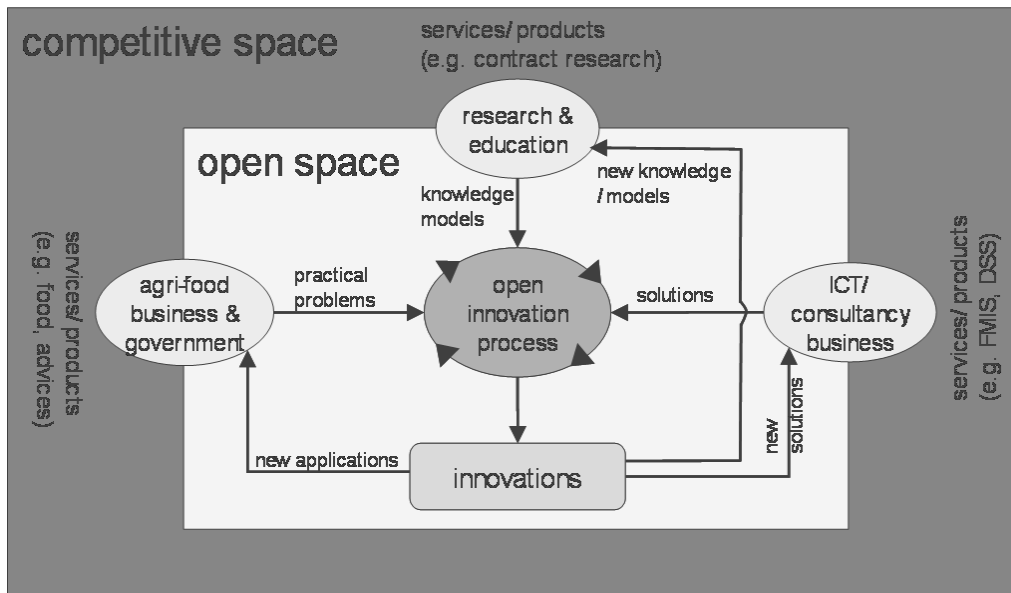 competitive space
services/ products
(e.g. contract research)
research &
education
open space
knowledge
models
new knowledge
/ models
services/ products
(e.g. food, advices)
agri-food
business &
government
practical
problems
open
innovation
process
solutions
ICT/
consultancy
business
services/ products
(e.g. FMIS, DSS)
new applications
innovations
new
solutions